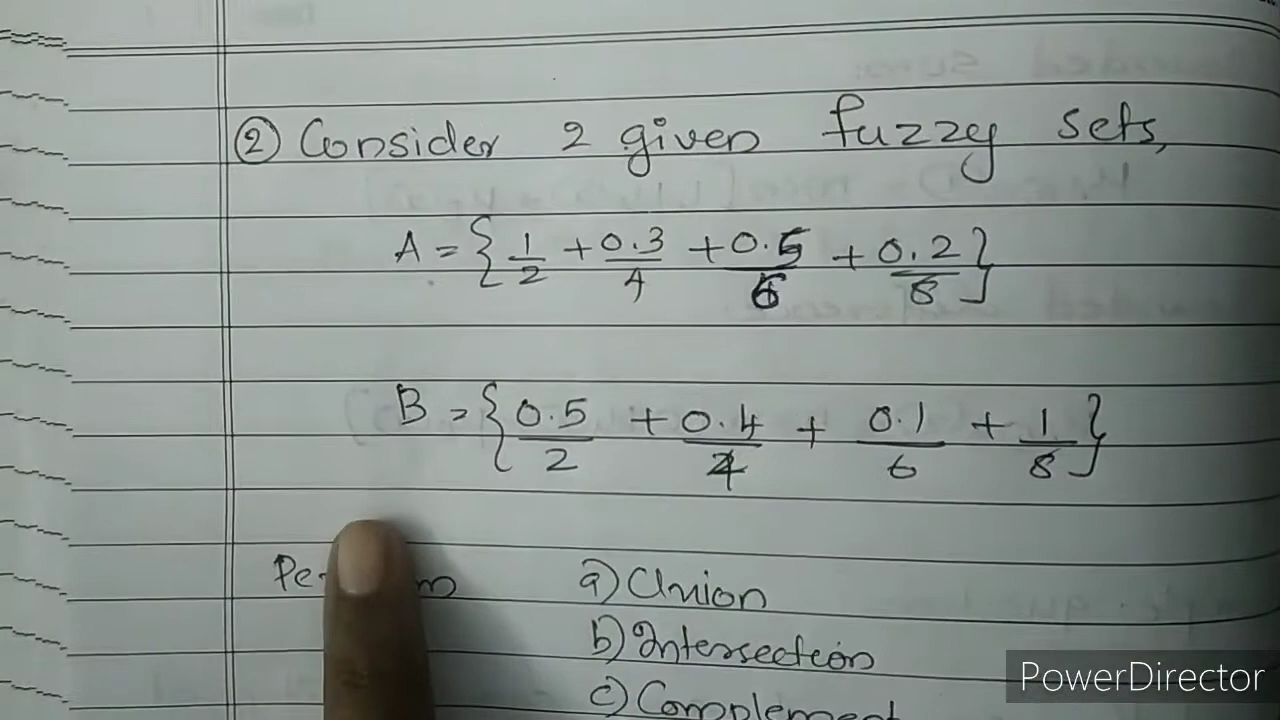 ② Consider 2 given fuzzy sets,
A = { 1/2 + 0.3/4 + 0.5/6 + 0.2/8 }
B = { 0.5/2 + 0.4/4 + 0.1/6 + 1/8 }
a) Union
b) Intersection
c) Complement
PowerDirector